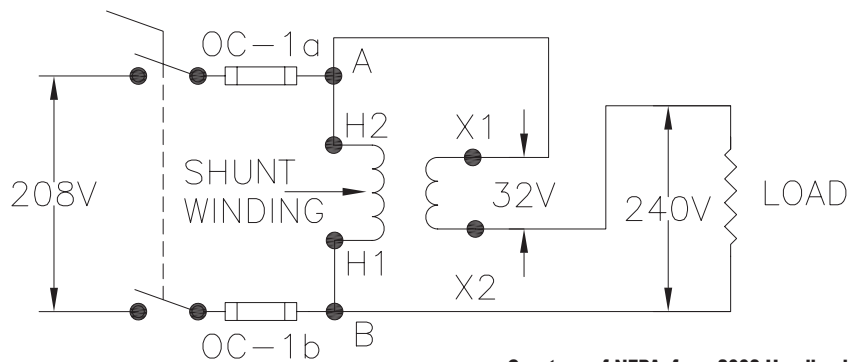 OC-1a
A
H2
X1
208V
SHUNT
WINDING
32V
240V
LOAD
H1
X2
OC-1b
B